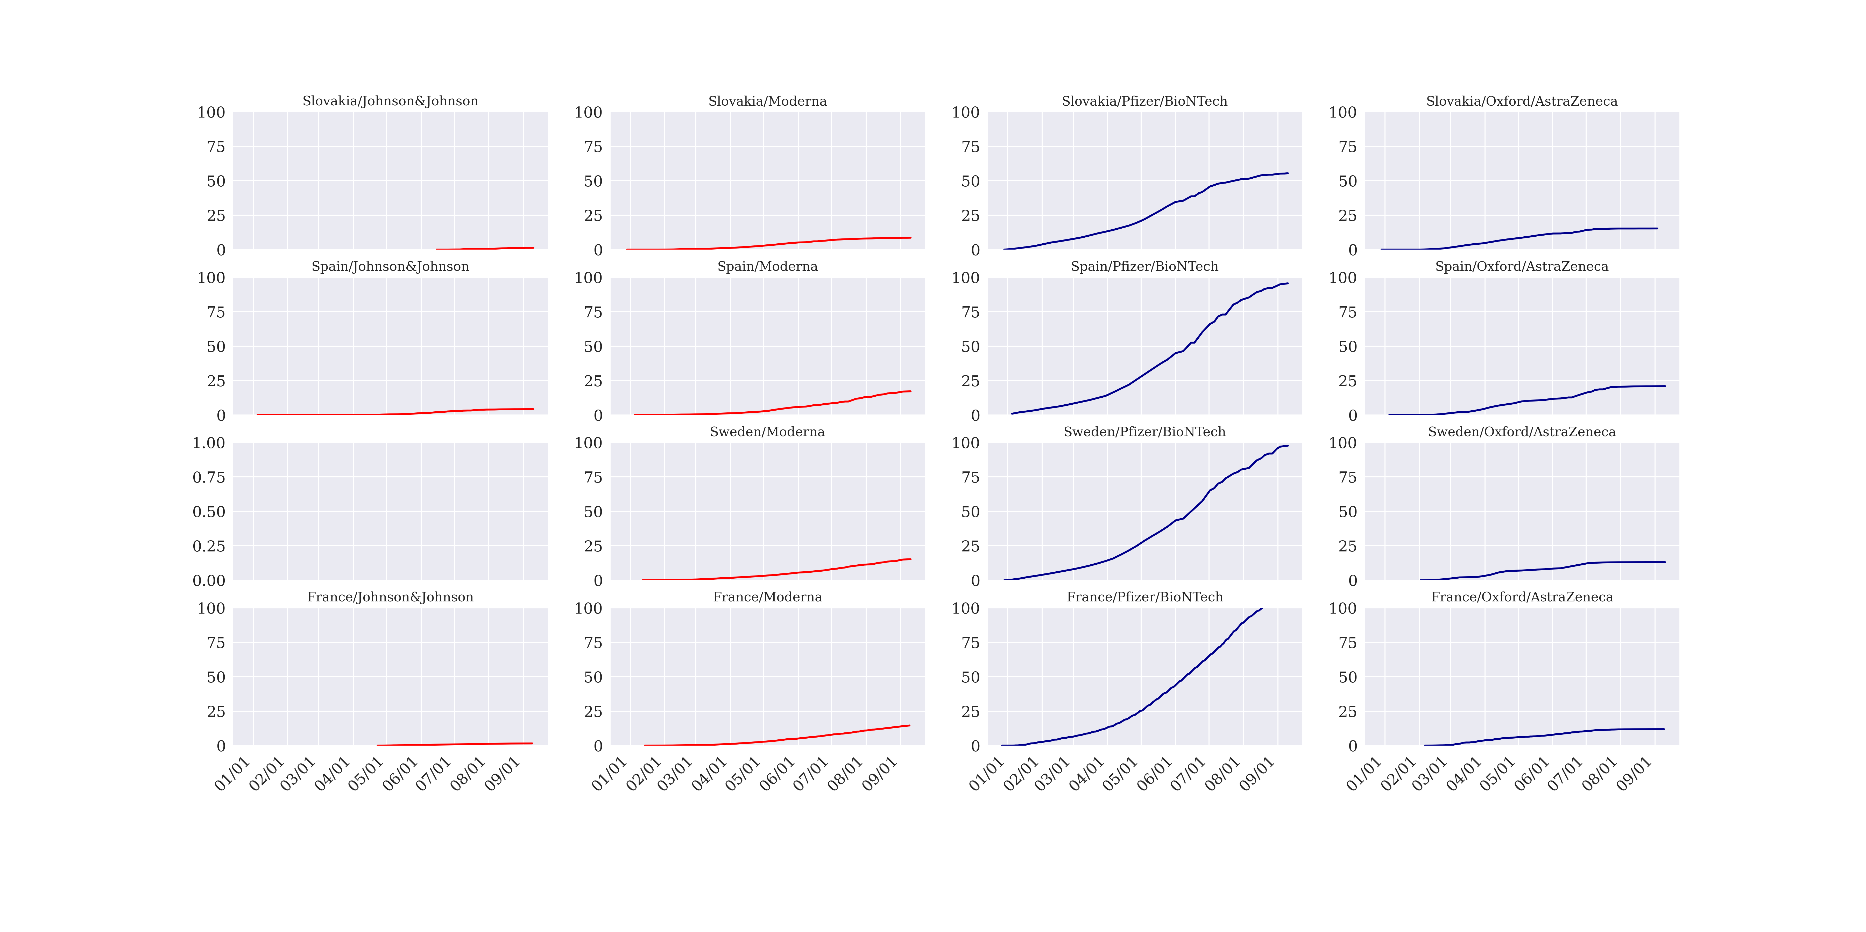 Slovakia/Johnson&Johnson Slovakia/Moderna Slovakia/Pfizer/BioNTech Slovakia/Oxford/AstraZeneca
100 100 100 100
75 75 75 75
50 50 50 50
25 25 25 25
0 0 0 0
Spain/Johnson&Johnson Spain/Moderna Spain/Pfizer/BioNTech Spain/Oxford/AstraZeneca
100 100 100 100
75 75 75 75
50 50 50 50
25 25 25 25
0 0 0 0
Sweden/Moderna Sweden/Pfizer/BioNTech Sweden/Oxford/AstraZeneca
1.00 100 100 100
0.75 75 75 75
0.50 50 50 50
0.25 25 25 25
0.00 0 0 0
France/Johnson&Johnson France/Moderna France/Pfizer/BioNTech France/Oxford/AstraZeneca
100 100 100 100
75 75 75 75
50 50 50 50
25 25 25 25
0 0 0 0
01/01 02/01 03/01 04/01 05/01 06/01 07/01 08/01 09/01 01/01 02/01 03/01 04/01 05/01 06/01 07/01 08/01 09/01 01/01 02/01 03/01 04/01 05/01 06/01 07/01 08/01 09/01 01/01 02/01 03/01 04/01 05/01 06/01 07/01 08/01 09/01